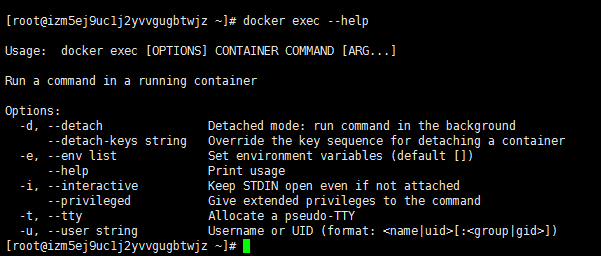 [root@izm5ej9uc1j2yvvgugbtwjz ~]# docker exec --help
Usage:  docker exec [OPTIONS] CONTAINER COMMAND [ARG...]
Run a command in a running container
Options:
  -d, --detach               Detached mode: run command in the background
      --detach-keys string   Override the key sequence for detaching a container
  -e, --env list             Set environment variables (default [])
      --help                 Print usage
  -i, --interactive          Keep STDIN open even if not attached
      --privileged           Give extended privileges to the command
  -t, --tty                  Allocate a pseudo-TTY
  -u, --user string          Username or UID (format: <name|uid>[:<group|gid>])
[root@izm5ej9uc1j2yvvgugbtwjz ~]#